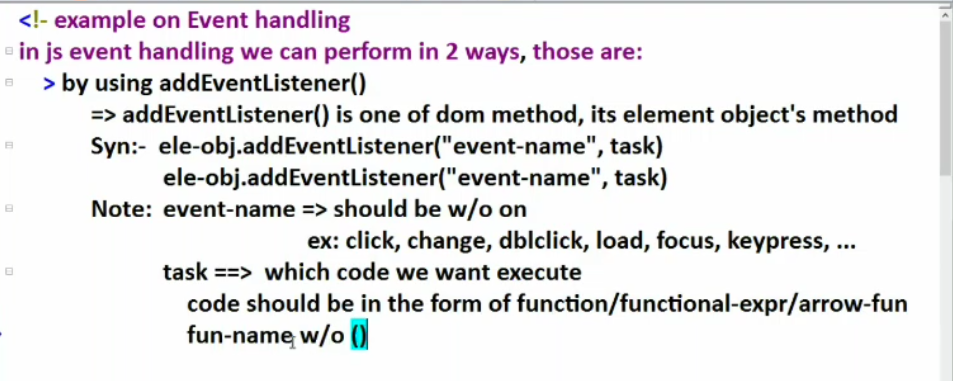 <!- example on Event handling
in js event handling we can perform in 2 ways, those are:
> by using addEventListener()
=> addEventListener() is one of dom method, its element object's method
Syn:- ele-obj.addEventListener("event-name", task)
ele-obj.addEventListener("event-name", task)
Note: event-name => should be w/o on
ex: click, change, dblclick, load, focus, keypress, ...
task ==> which code we want execute
code should be in the form of function/functional-expr/arrow-fun
fun-name w/o ()